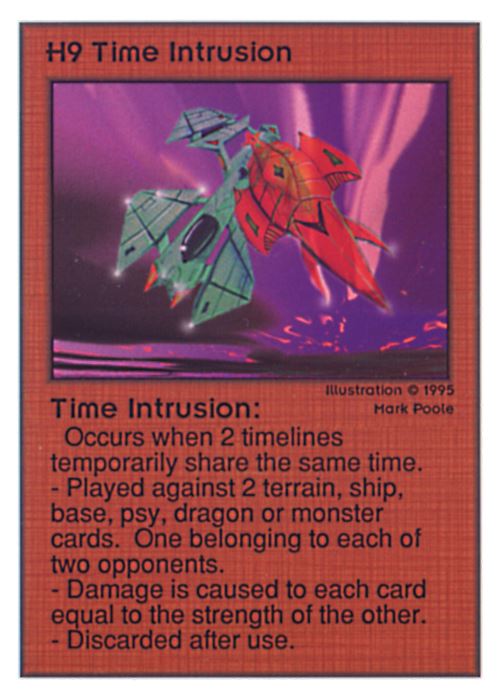 H9 Time Intrusion
Illustration © 1995
Mark Poole
Time Intrusion:
Occurs when 2 timelines
temporarily share the same time.
- Played against 2 terrain, ship,
base, psy, dragon or monster
cards. One belonging to each of
two opponents.
- Damage is caused to each card
equal to the strength of the other.
- Discarded after use.